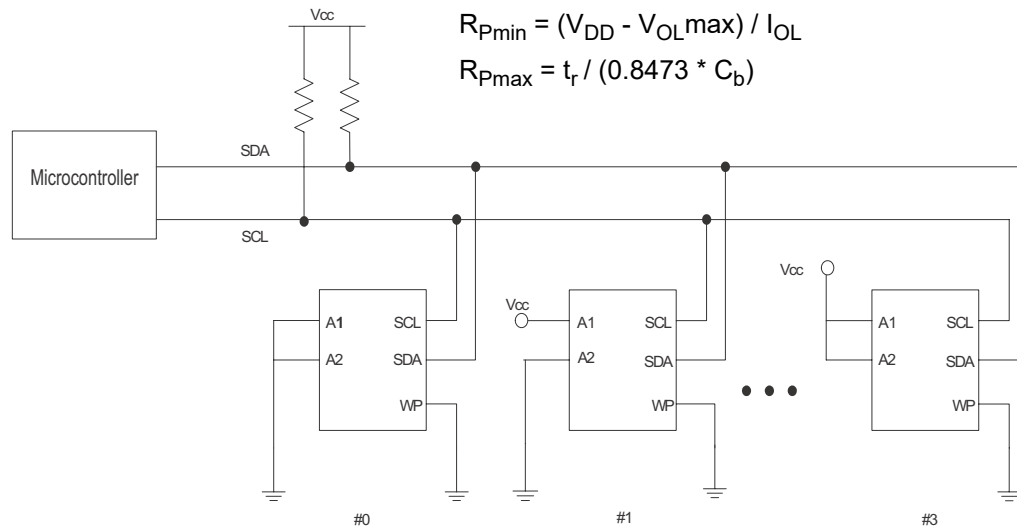 Vcc
R_Pmin = (V_DD - V_OLmax) / I_OL
R_Pmax = t_r / (0.8473 * C_b)
SDA
Microcontroller
SCL
Vcc
Vcc
A1
SCL
A2
SDA
WP
A1
SCL
A2
SDA
WP
A1
SCL
A2
SDA
WP
#0
#1
#3